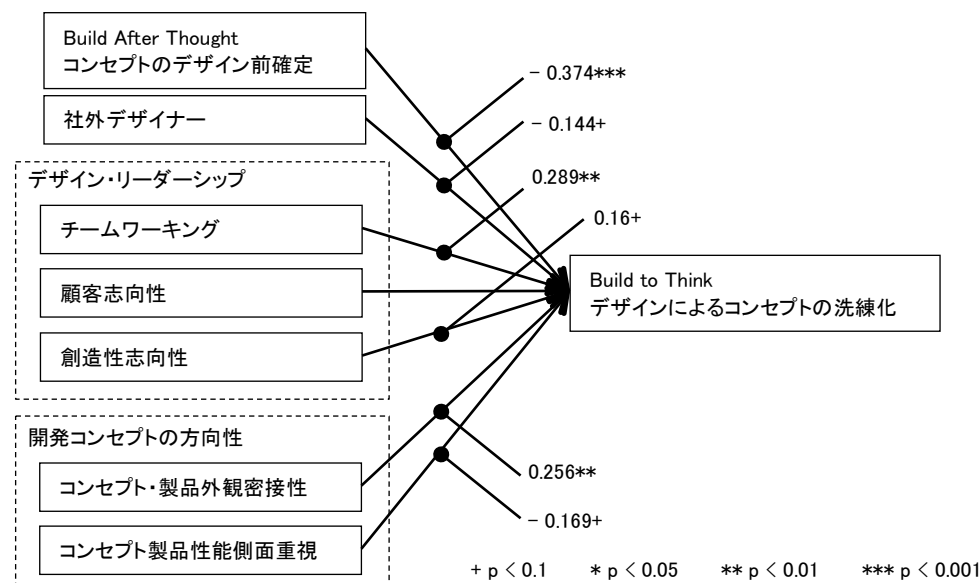 Build After Thought
コンセプトのデザイン前確定
社外デザイナー
デザイン・リーダーシップ
チームワーキング
顧客志向性
創造性志向性
開発コンセプトの方向性
コンセプト・製品外観密接性
コンセプト製品性能側面重視
－ 0.374***
－ 0.144+
0.289**
0.16+
0.256**
－ 0.169+
Build to Think
デザインによるコンセプトの洗練化
+ p < 0.1 * p < 0.05 ** p < 0.01 *** p < 0.001